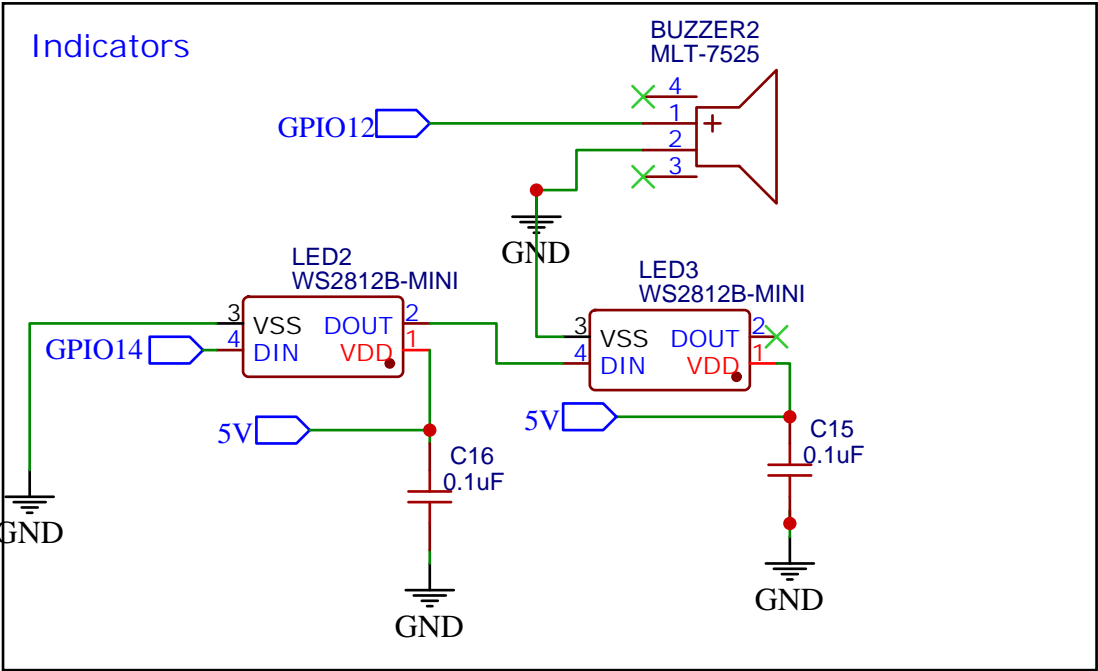 Indicators
BUZZER2
MLT-7525
4
GPIO12
1
+
2
3
GND
LED2
WS2812B-MINI
3 VSS DOUT 2
GPIO14
4 DIN VDD 1
LED3
WS2812B-MINI
3 VSS DOUT 2
4 DIN VDD 1
5V
C16
0.1uF
5V
C15
0.1uF
GND
GND
GND